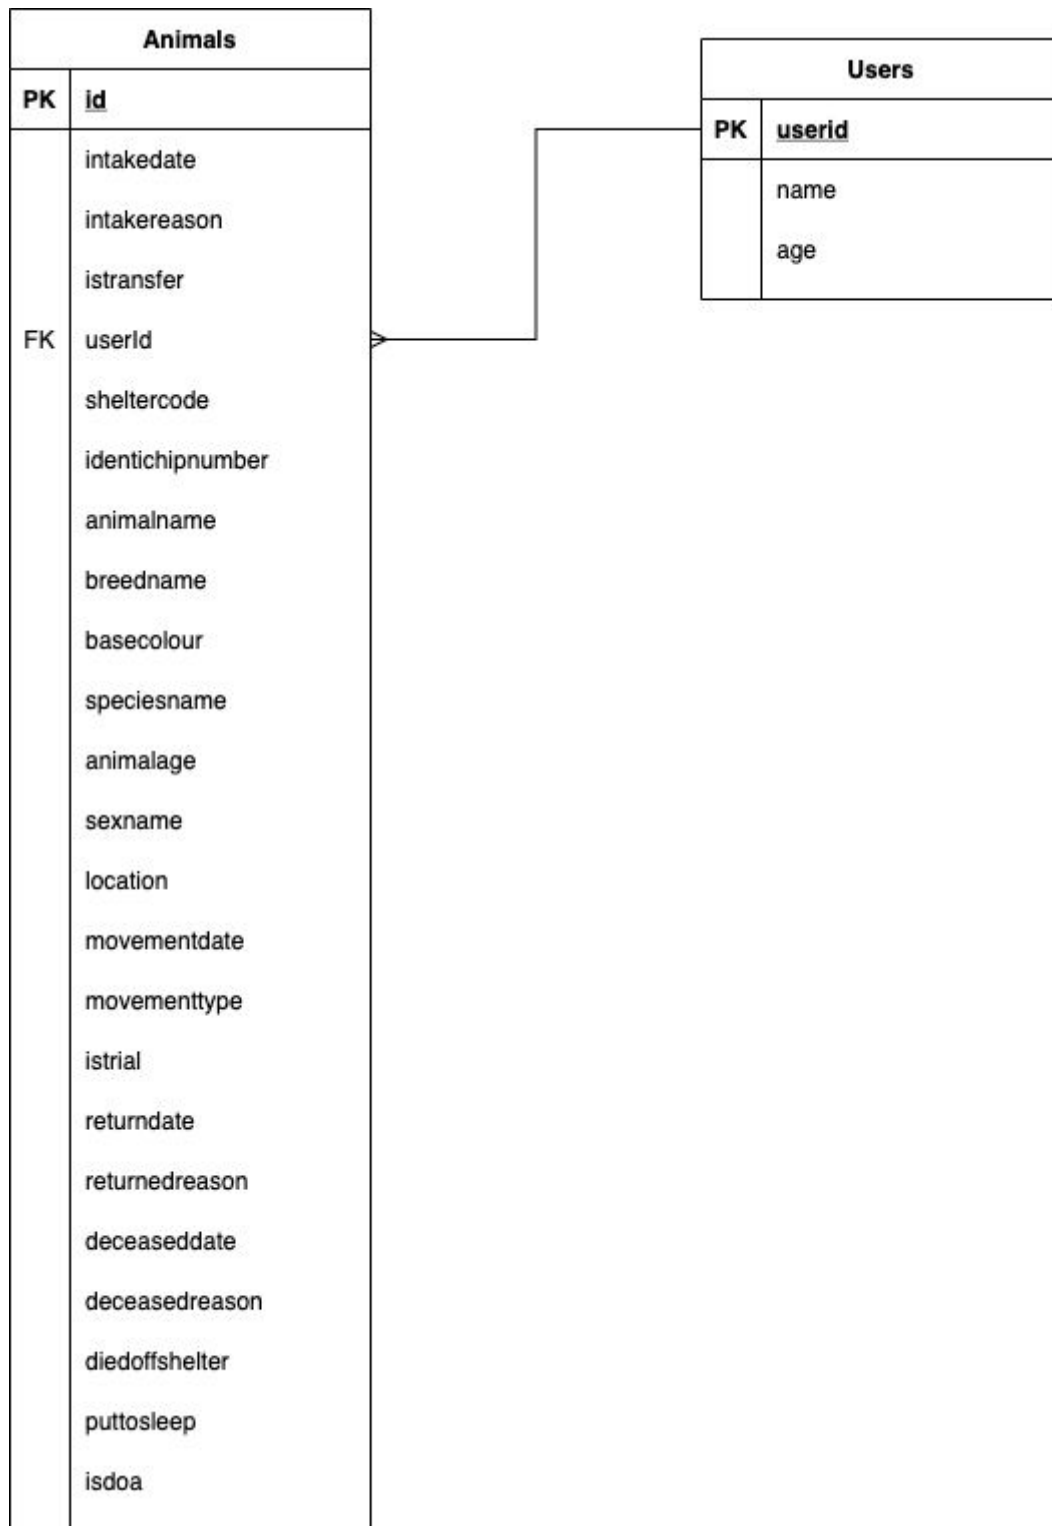 Animals
PK id
intakedate
intakereason
istransfer
FK userId
sheltercode
identichipnumber
animalname
breedname
basecolour
speciesname
animalage
sexname
location
movementdate
movementtype
istrial
returndate
returnedreason
deceaseddate
deceasedreason
diedoffshelter
puttosleep
isdoa
Users
PK userid
name
age